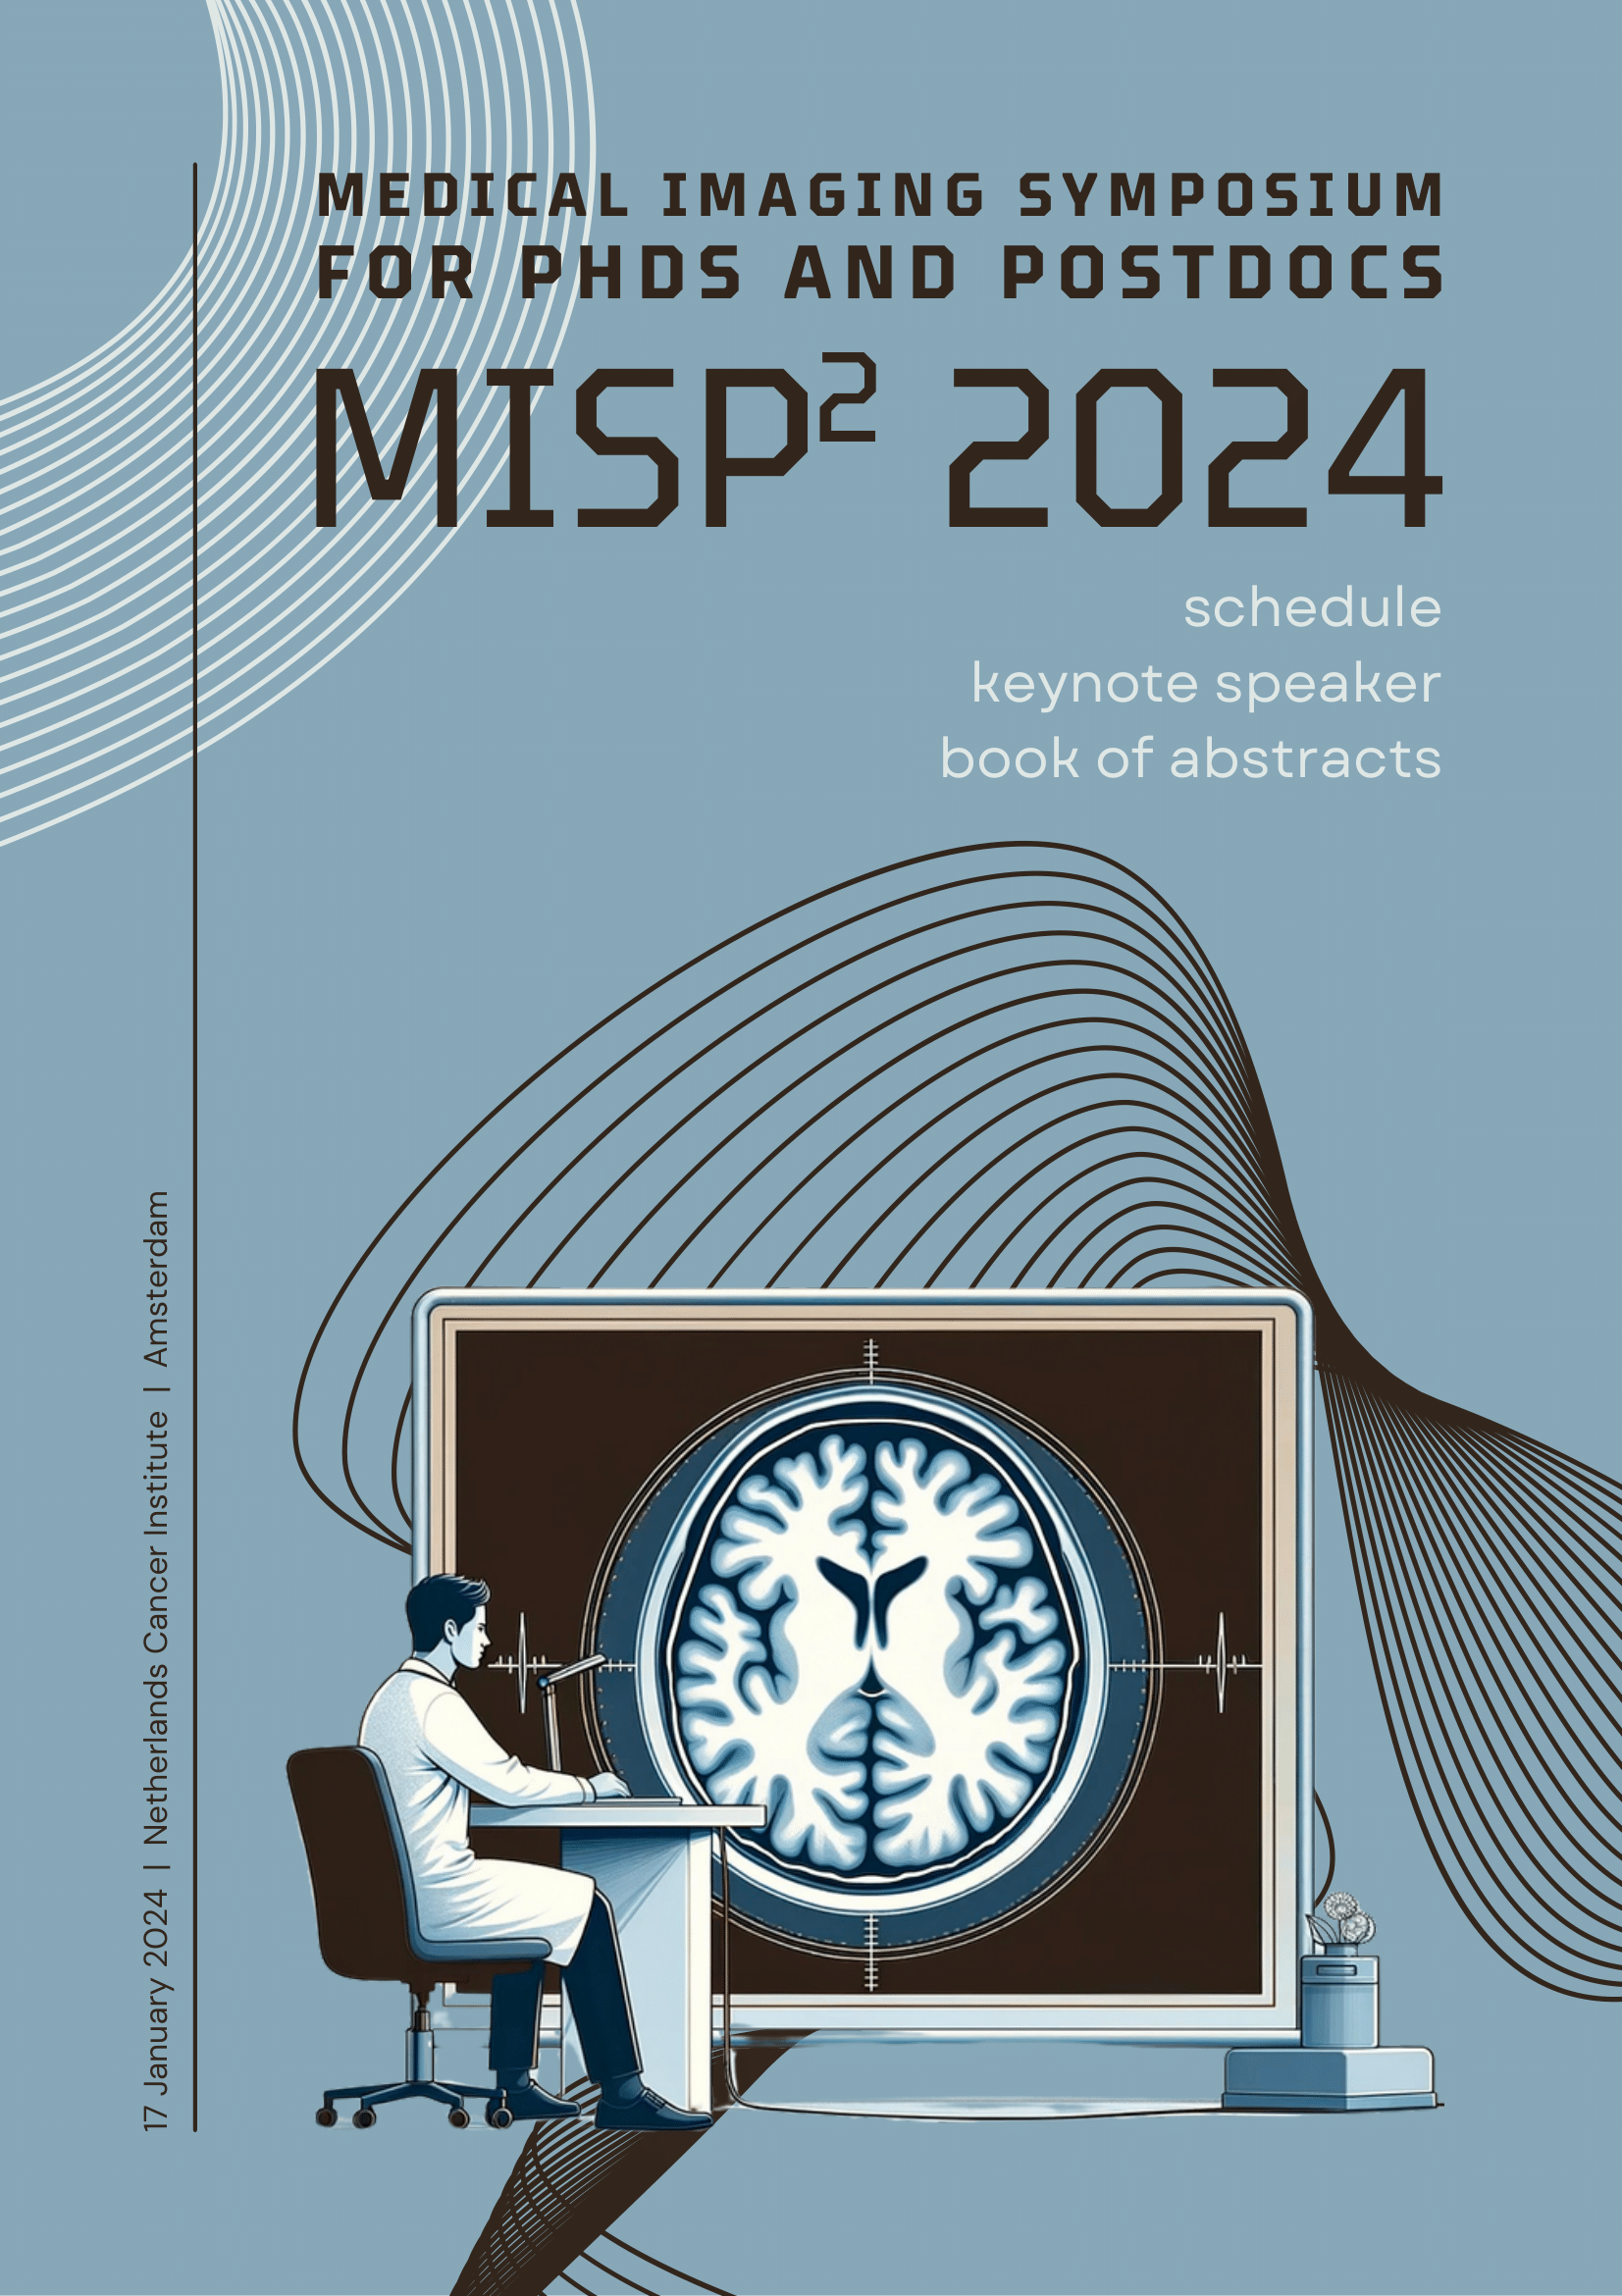 MEDICAL IMAGING SYMPOSIUM
FOR PHDS AND POSTDOCS
MISP² 2024
schedule
keynote speaker
book of abstracts
17 January 2024 | Netherlands Cancer Institute | Amsterdam